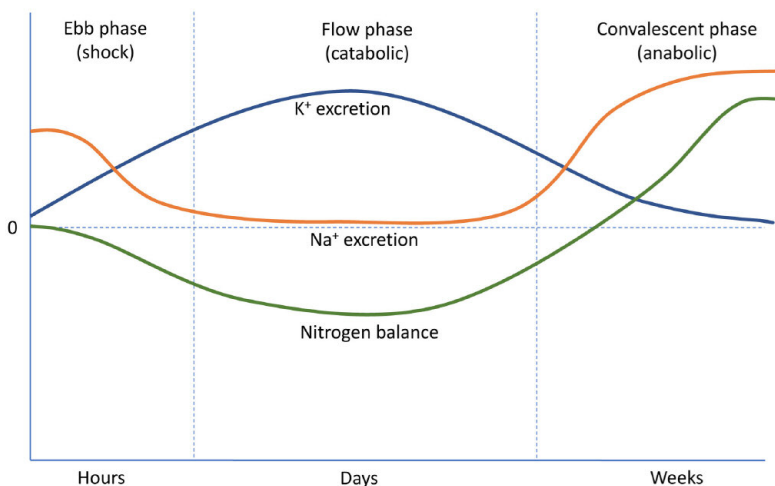 Ebb phase
(shock)
Flow phase
(catabolic)
Convalescent phase
(anabolic)
K⁺ excretion
0
Na⁺ excretion
Nitrogen balance
Hours
Days
Weeks